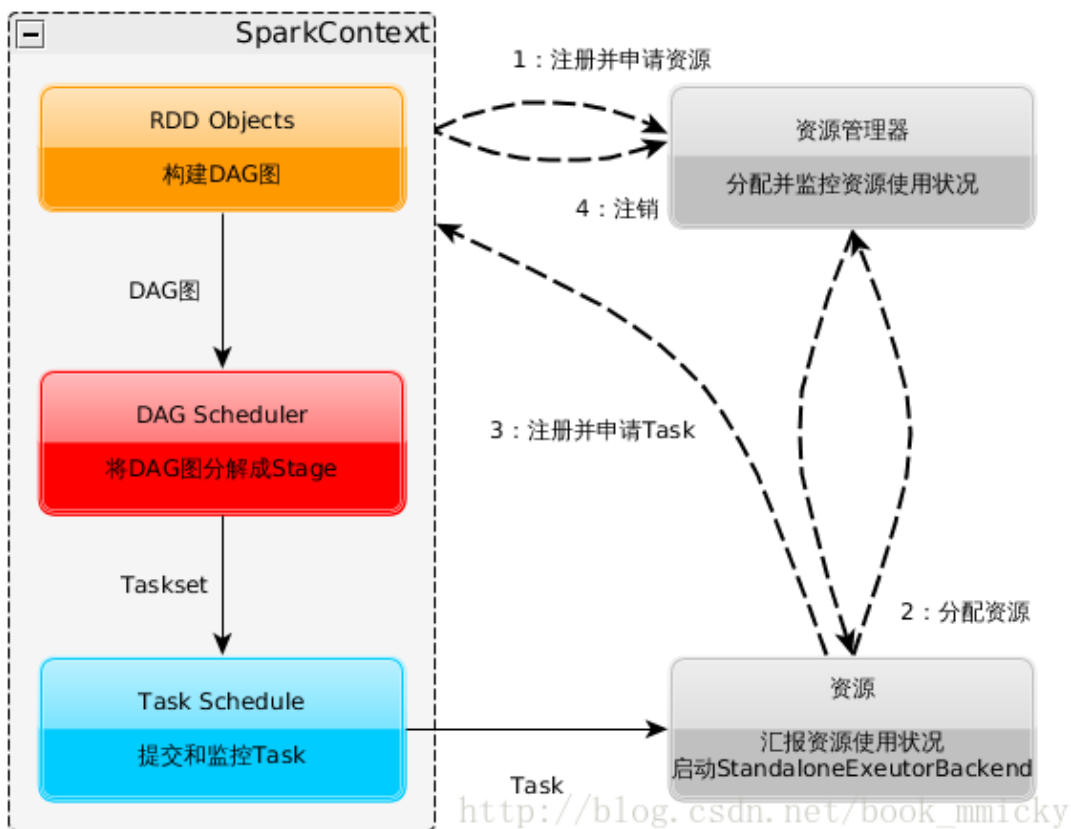 SparkContext
1：注册并申请资源
RDD Objects
构建DAG图
资源管理器
分配并监控资源使用状况
4：注销
DAG图
DAG Scheduler
将DAG图分解成Stage
3：注册并申请Task
Taskset
2：分配资源
Task Schedule
提交和监控Task
资源
汇报资源使用状况
启动StandaloneExeutorBackend
Task
http://blog.csdn.net/book_mmicky